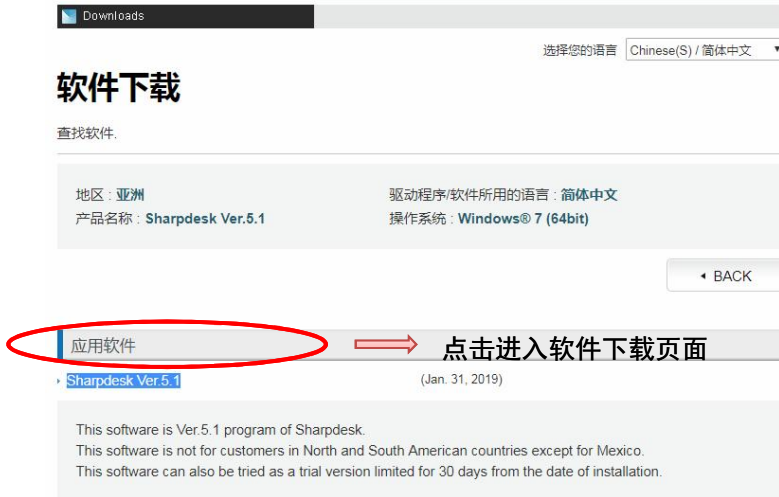 Downloads
选择您的语言 Chinese(S) / 简体中文
软件下载
查找软件.
地区 : 亚洲 驱动程序/软件所用的语言 : 简体中文
产品名称 : Sharpdesk Ver.5.1 操作系统 : Windows® 7 (64bit)
BACK
应用软件 点击进入软件下载页面
Sharpdesk Ver.5.1 (Jan. 31, 2019)
This software is Ver.5.1 program of Sharpdesk.
This software is not for customers in North and South American countries except for Mexico.
This software can also be tried as a trial version limited for 30 days from the date of installation.